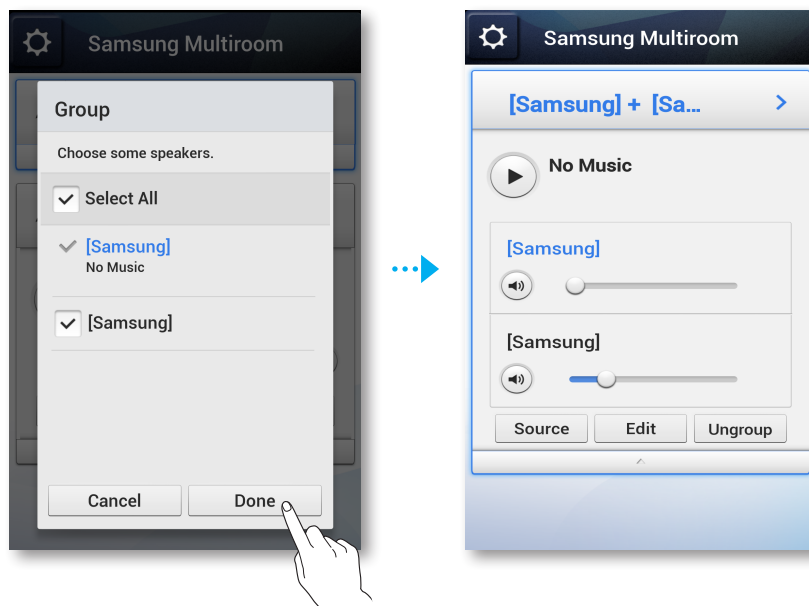 Samsung Multiroom
Group
Choose some speakers.
Select All
[Samsung]
No Music
[Samsung]
Cancel
Done
Samsung Multiroom
[Samsung] + [Sa...
No Music
[Samsung]
[Samsung]
Source
Edit
Ungroup